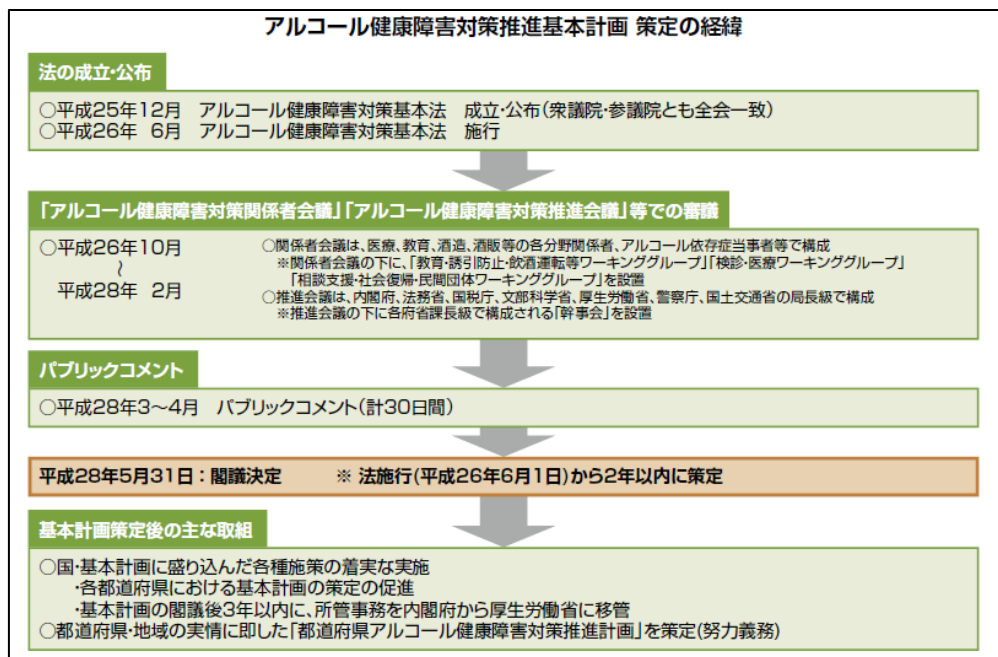 アルコール健康障害対策推進基本計画 策定の経緯
法の成立・公布
○平成25年12月 アルコール健康障害対策基本法 成立・公布(衆議院・参議院とも全会一致)
○平成26年 6月 アルコール健康障害対策基本法 施行
「アルコール健康障害対策関係者会議」「アルコール健康障害対策推進会議」等での審議
○平成26年10月
~
平成28年 2月
○関係者会議は、医療、教育、酒造、酒販等の各分野関係者、アルコール依存症当事者等で構成
※関係者会議の下に、「教育・誘引防止・飲酒運転等ワーキンググループ」「検診・医療ワーキンググループ」
「相談支援・社会復帰・民間団体ワーキンググループ」を設置
○推進会議は、内閣府、法務省、国税庁、文部科学省、厚生労働省、警察庁、国土交通省の局長級で構成
※推進会議の下に各府省課長級で構成される「幹事会」を設置
パブリックコメント
○平成28年3~4月 パブリックコメント(計30日間)
平成28年5月31日:閣議決定 ※ 法施行(平成26年6月1日)から2年以内に策定
基本計画策定後の主な取組
○国・基本計画に盛り込んだ各種施策の着実な実施
・各都道府県における基本計画の策定の促進
・基本計画の閣議後3年以内に、所管事務を内閣府から厚生労働省に移管
○都道府県・地域の実情に即した「都道府県アルコール健康障害対策推進計画」を策定(努力義務)